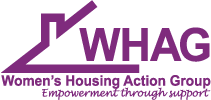 WHAG
Women's Housing Action Group
Empowerment through support